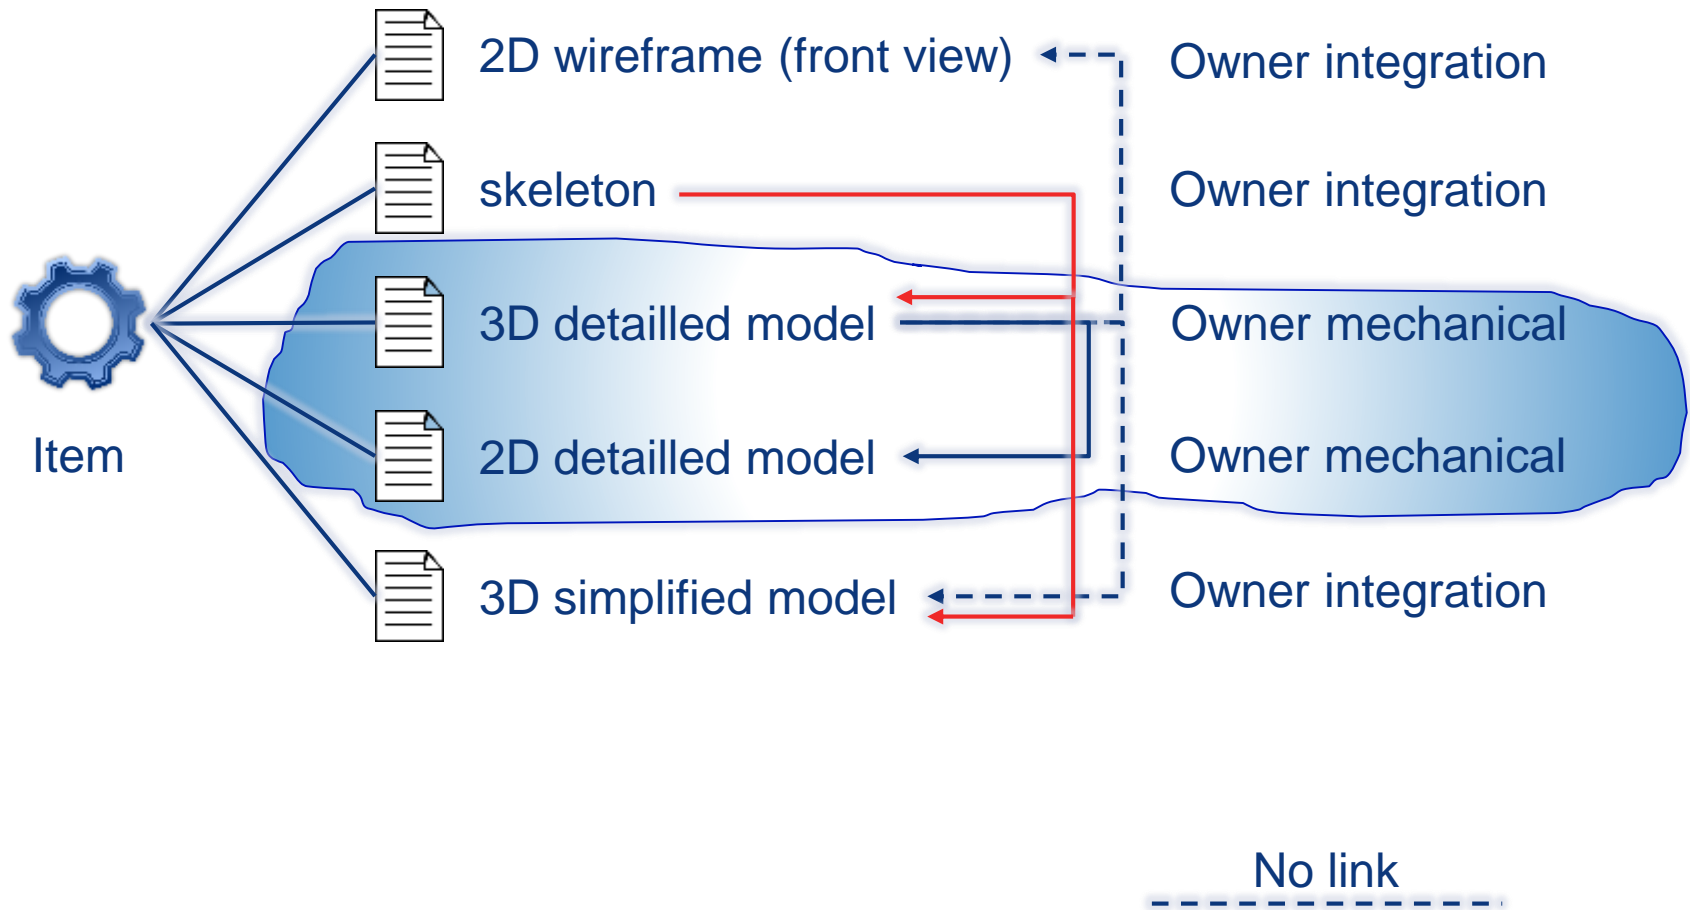 2D wireframe (front view) Owner integration
skeleton Owner integration
3D detailled model Owner mechanical
Item
2D detailled model Owner mechanical
3D simplified model Owner integration
No link